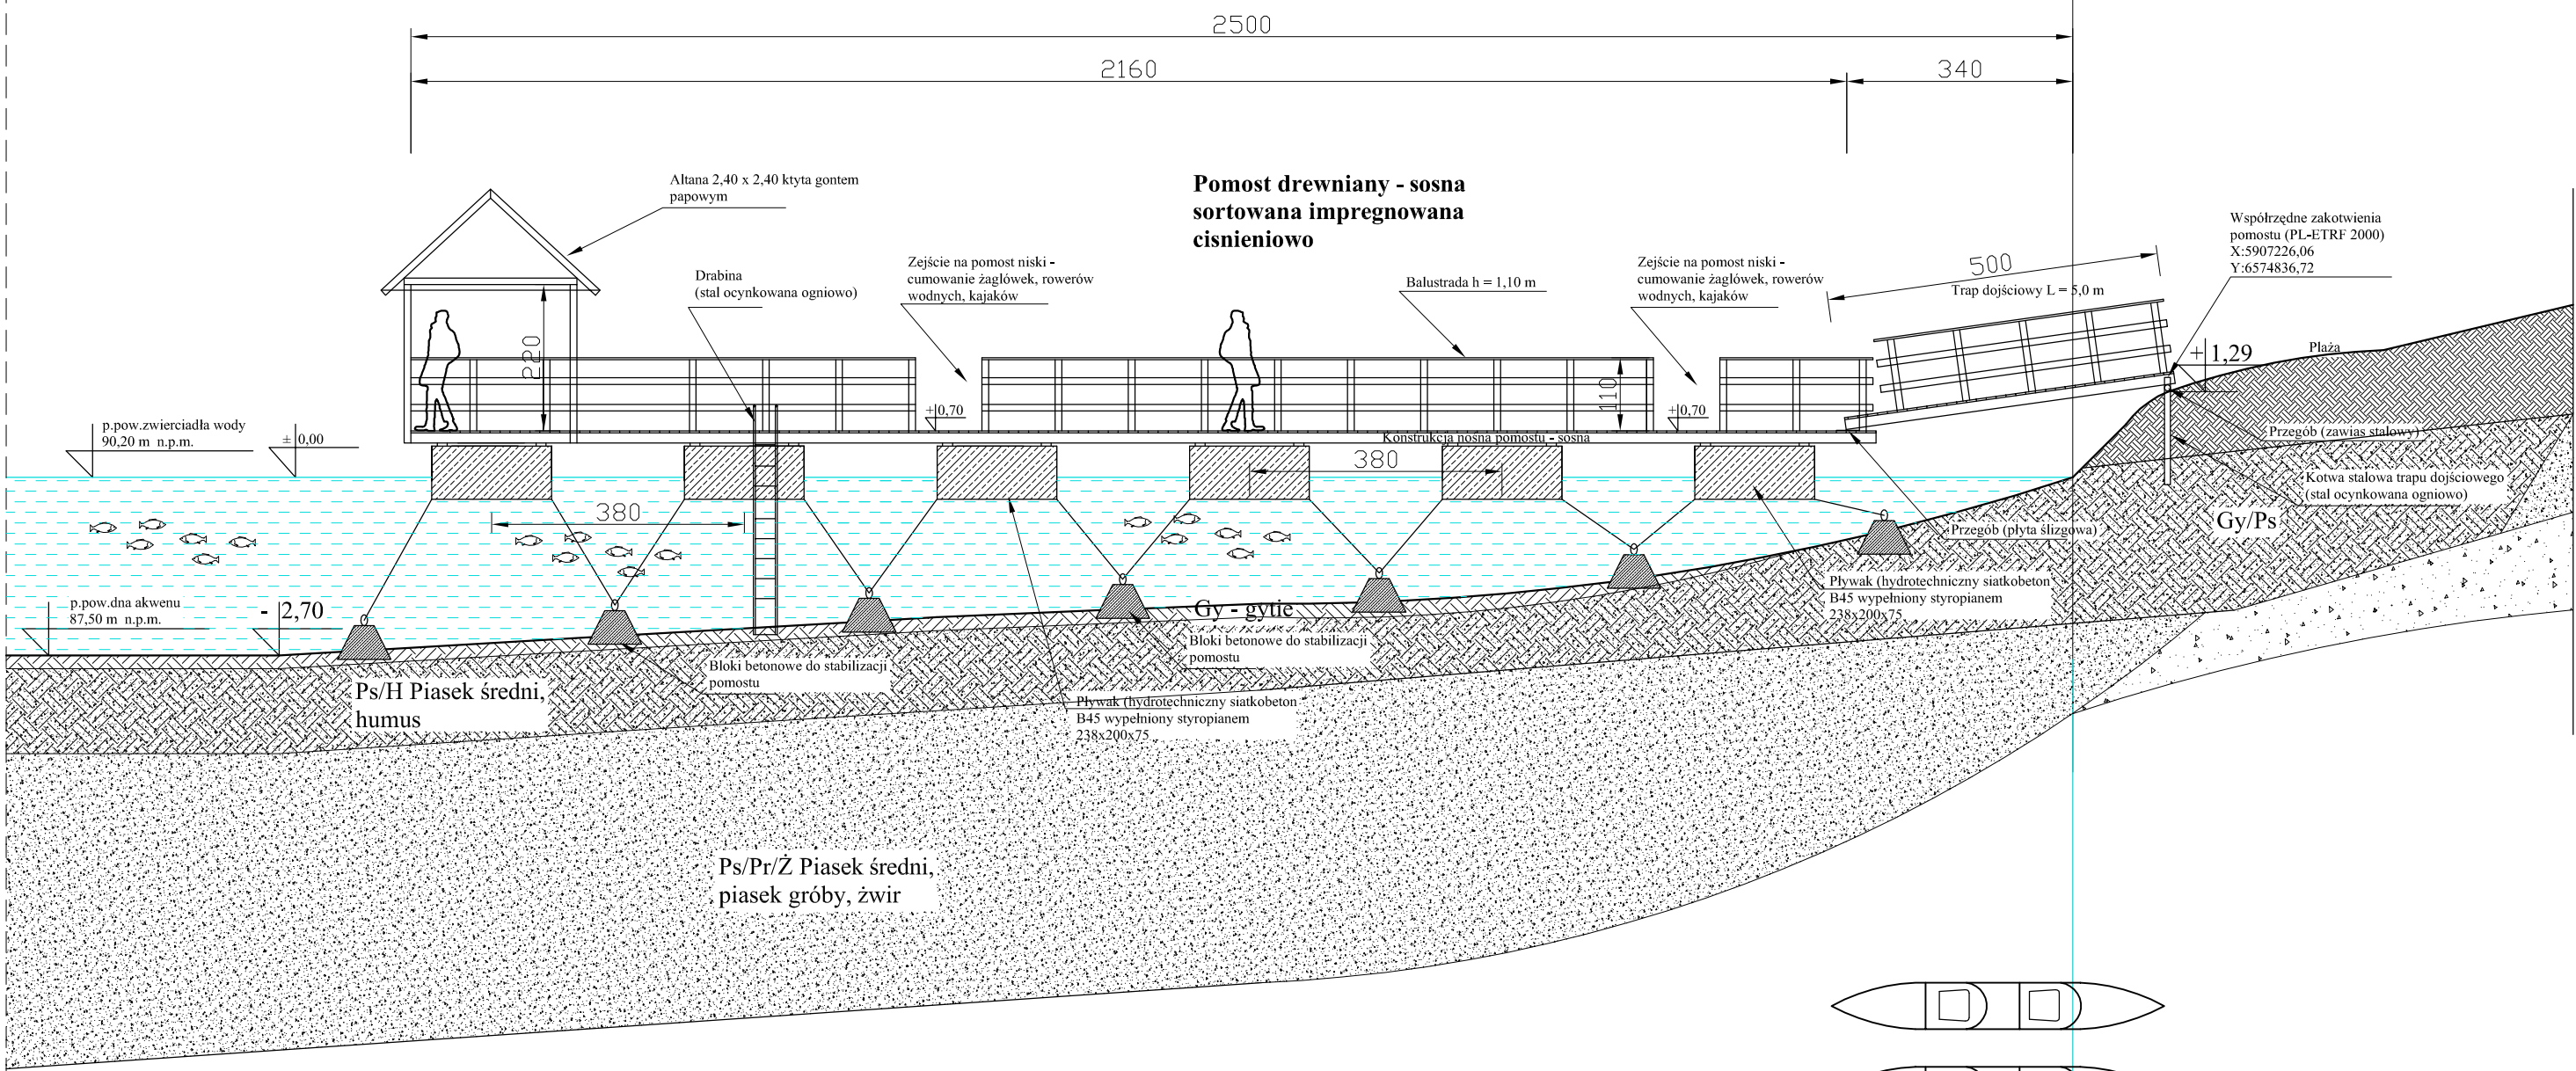 2500
2160
340
Altana 2,40 x 2,40 ktyta gontem
papowym
Pomost drewniany - sosna
sortowana impregnowana
cisnieniowo
Współrzędne zakotwienia
pomostu (PL-ETRF 2000)
X:5907226,06
Y:6574836,72
Drabina
(stal ocynkowana ogniowo)
Zejście na pomost niski -
cumowanie żaglówek, rowerów
wodnych, kajaków
Balustrada h = 1,10 m
Zejście na pomost niski -
cumowanie żaglówek, rowerów
wodnych, kajaków
500
Trap dojściowy L = 5,0 m
220
110
+1,29
Plaża
+0,70
+0,70
p.pow.zwierciadła wody
90,20 m n.p.m.
± 0,00
Konstrukcja nośna pomostu - sosna
Przegób (zawias stalowy)
380
380
Kotwa stalowa trapu dojściowego
(stal ocynkowana ogniowo)
Gy/Ps
Przegób (płyta ślizgowa)
p.pow.dna akwenu
87,50 m n.p.m.
- 2,70
Gy - gytie
Pływak (hydrotechniczny siatkobeton
B45 wypełniony styropianem
238x200x75
Bloki betonowe do stabilizacji
pomostu
Bloki betonowe do stabilizacji
pomostu
Ps/H Piasek średni,
humus
Pływak (hydrotechniczny siatkobeton
B45 wypełniony styropianem
238x200x75
Ps/Pr/Ż Piasek średni,
piasek gróby, żwir